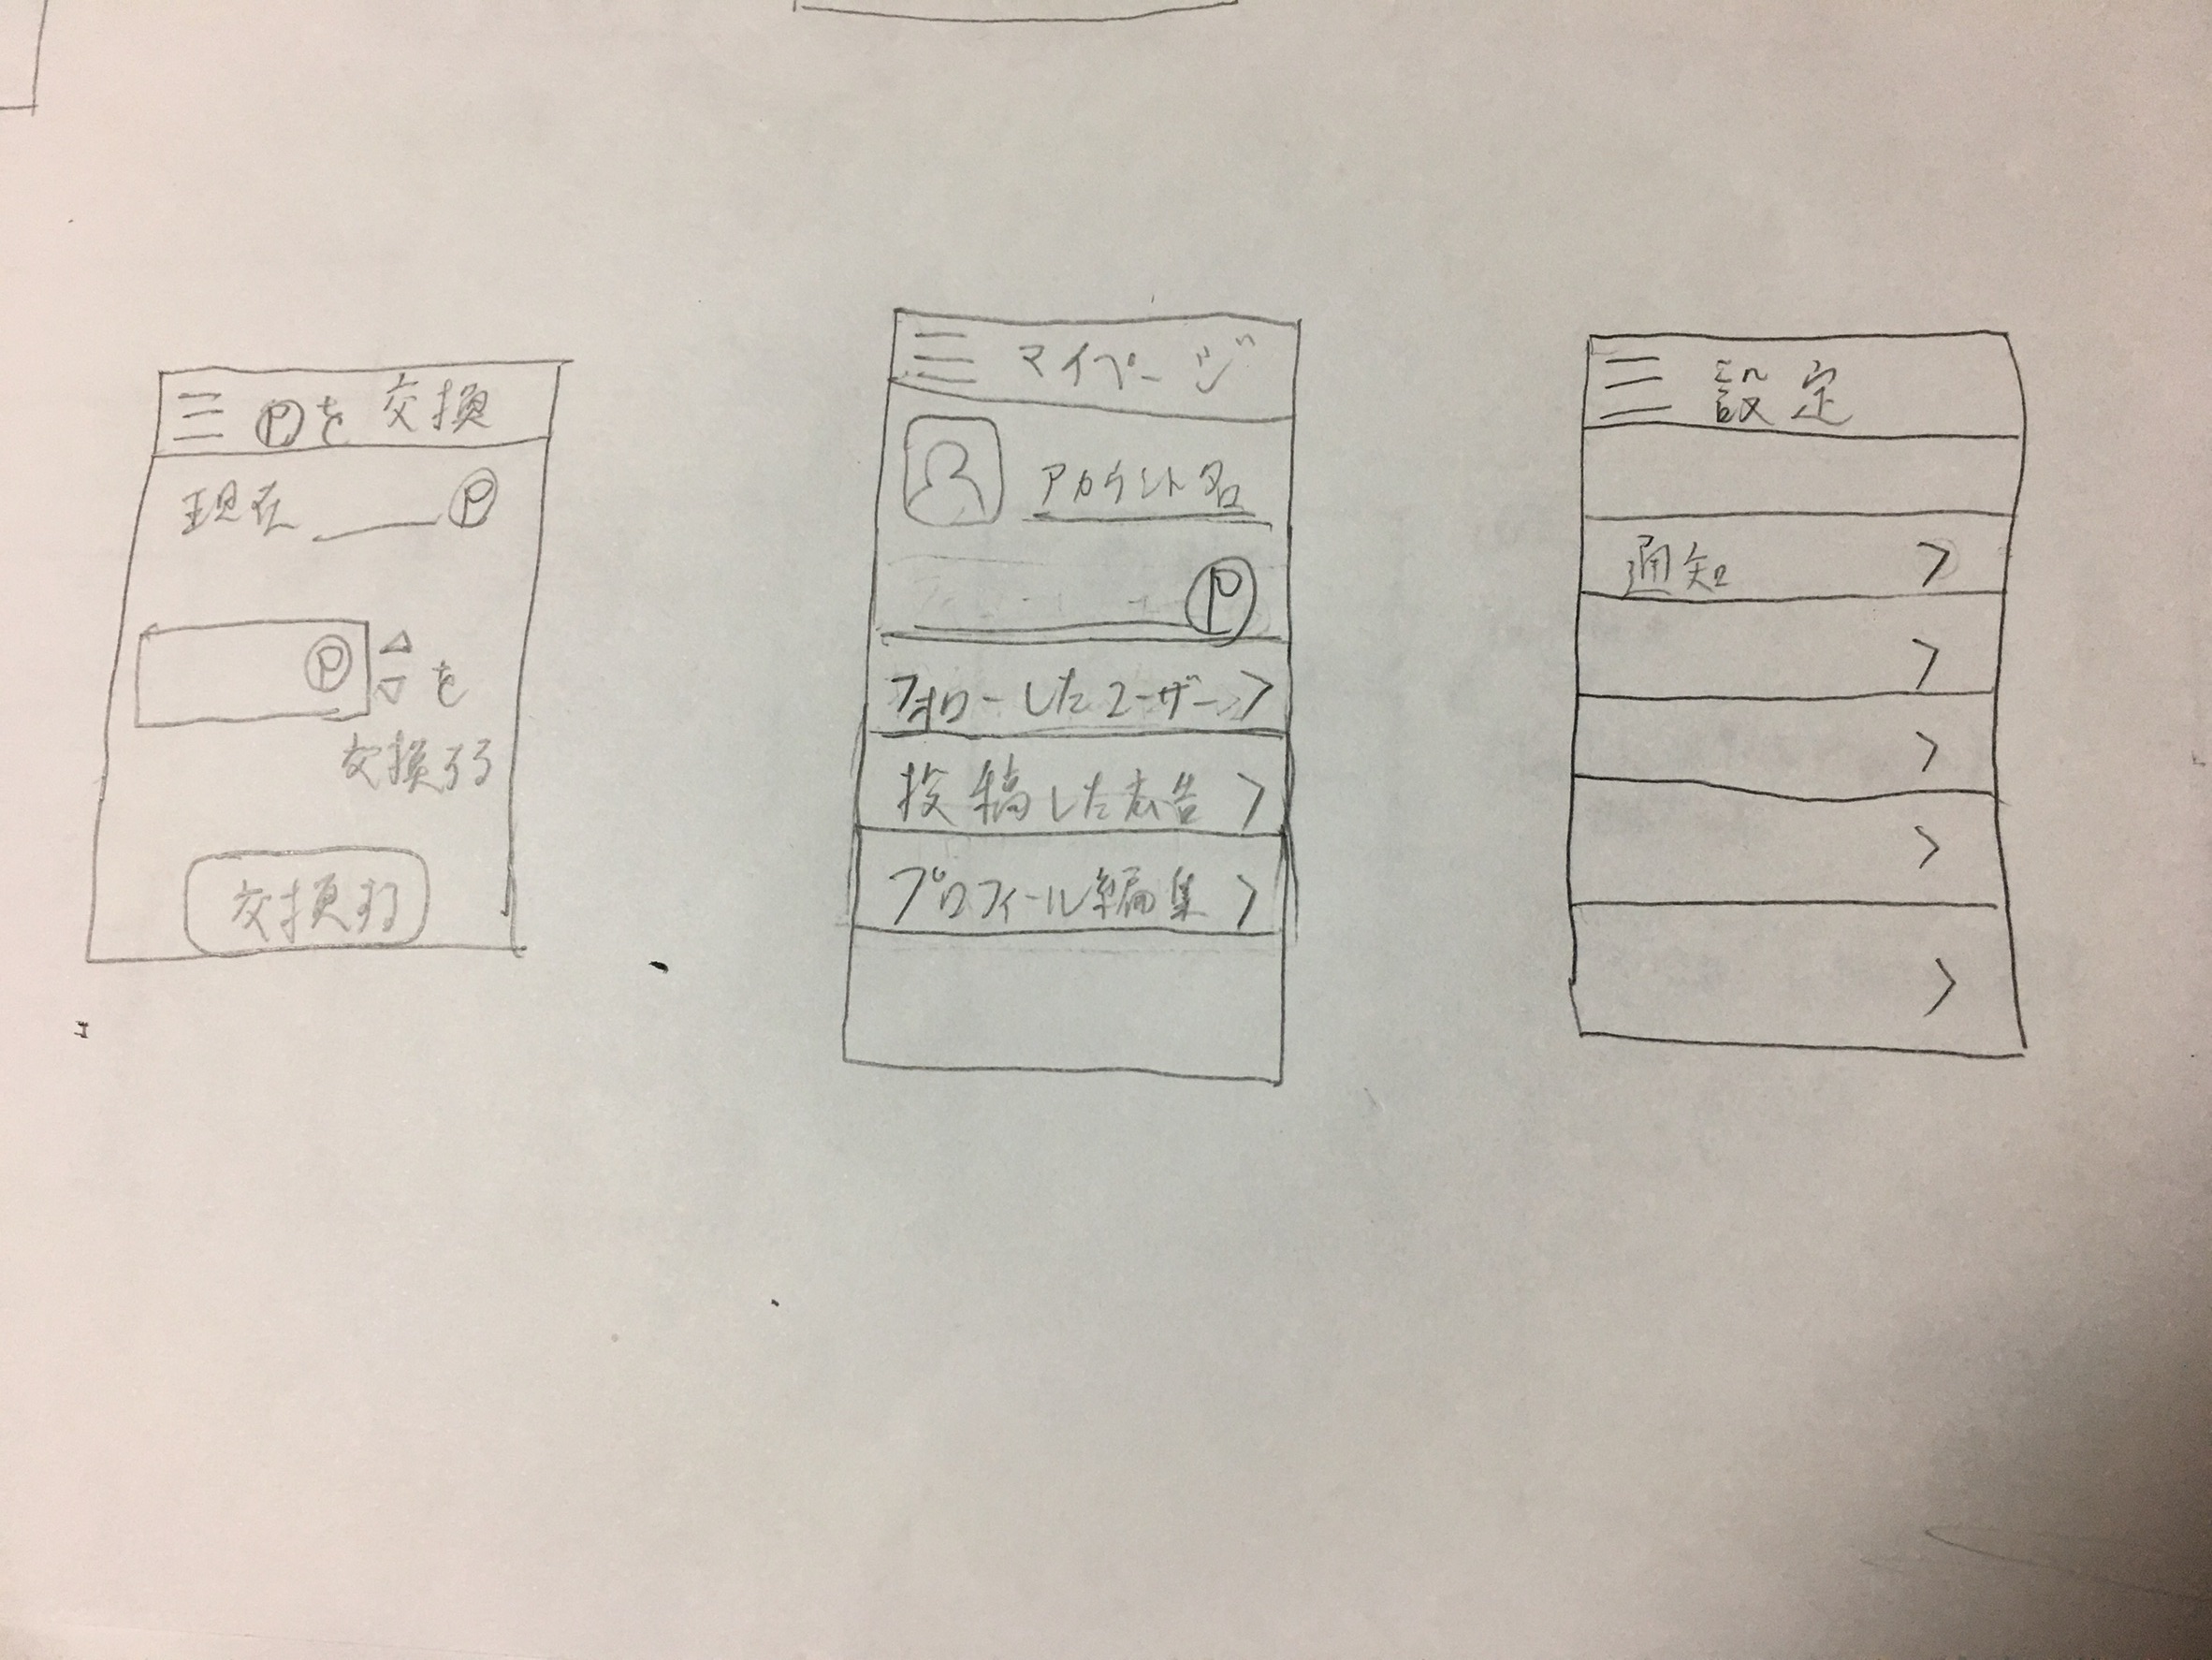 Ⓟを交換
現在 Ⓟ
Ⓟ を
交換する
交換する
マイページ
アカウント名
Ⓟ
フォローしたユーザー >
投稿した広告 >
プロフィール編集 >
設定
通知 >
>
>
>
>